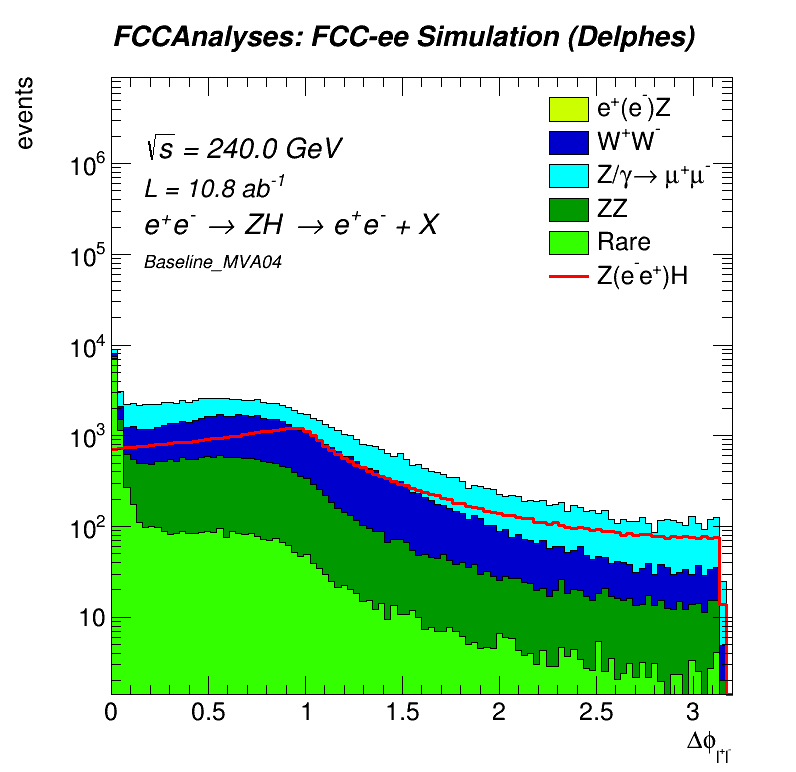 FCCAnalyses: FCC-ee Simulation (Delphes)
events
√s = 240.0 GeV
L = 10.8 ab⁻¹
e⁺e⁻ → ZH → e⁺e⁻ + X
Baseline_MVA04
e⁺(e⁻)Z
W⁺W⁻
Z/γ→ μ⁺μ⁻
ZZ
Rare
Z(e⁻e⁺)H
10⁶
10⁵
10⁴
10³
10²
10
0 0.5 1 1.5 2 2.5 3
Δϕ_l⁺l⁻